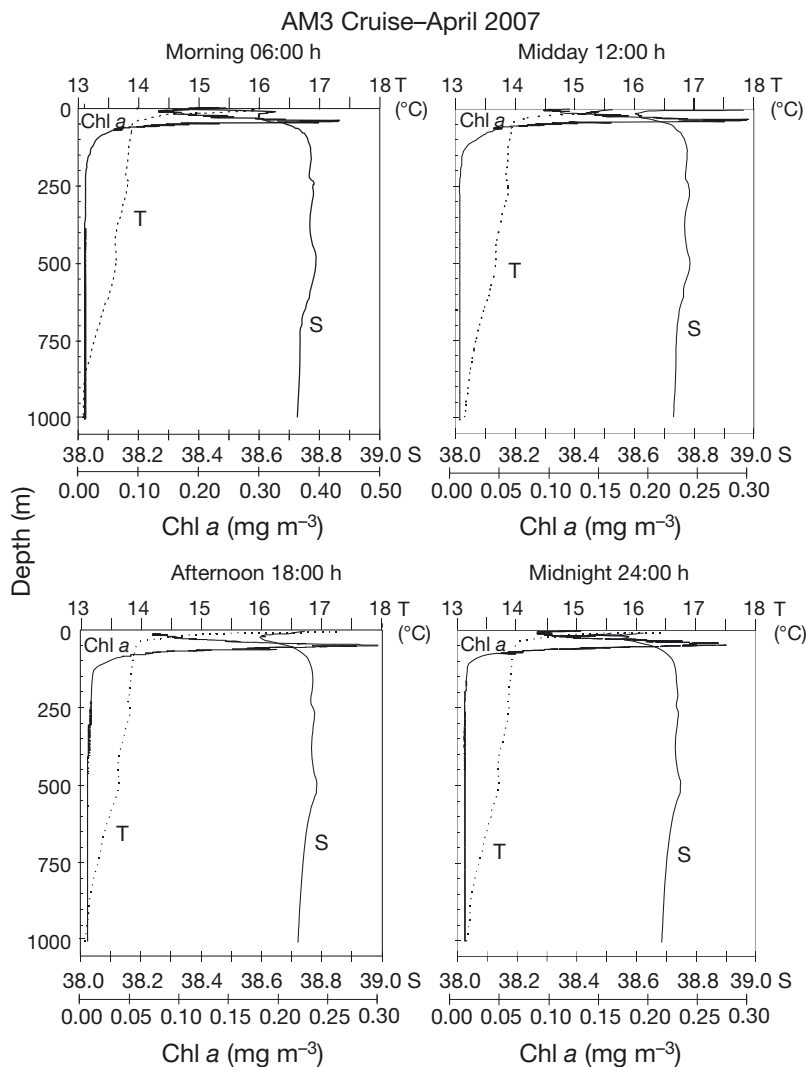 AM3 Cruise–April 2007
Morning 06:00 h
13 14 15 16 17 18 T
(°C)
0
Chl a
250
T
500
S
750
1000
38.0 38.2 38.4 38.6 38.8 39.0 S
0.00 0.10 0.20 0.30 0.40 0.50
Chl a (mg m–3)
Midday 12:00 h
13 14 15 16 17 18 T
(°C)
Chl a
T
S
38.0 38.2 38.4 38.6 38.8 39.0 S
0.00 0.05 0.10 0.15 0.20 0.30
Chl a (mg m–3)
Depth (m)
Afternoon 18:00 h
13 14 15 16 17 18 T
(°C)
0
Chl a
250
500
T
S
750
1000
38.0 38.2 38.4 38.6 38.8 39.0 S
0.00 0.05 0.10 0.15 0.20 0.25 0.30
Chl a (mg m–3)
Midnight 24:00 h
13 14 15 16 17 18 T
(°C)
Chl a
T
S
38.0 38.2 38.4 38.6 38.8 39.0 S
0.00 0.05 0.10 0.15 0.20 0.25 0.30
Chl a (mg m–3)